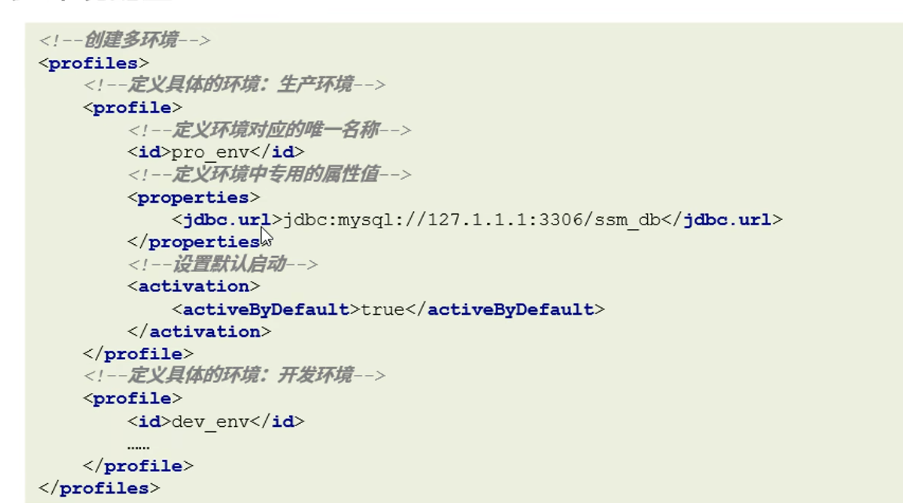 <!--创建多环境-->
<profiles>
<!--定义具体的环境：生产环境-->
<profile>
<!--定义环境对应的唯一名称-->
<id>pro_env</id>
<!--定义环境中专用的属性值-->
<properties>
<jdbc.url>jdbc:mysql://127.1.1.1:3306/ssm_db</jdbc.url>
</properties>
<!--设置默认启动-->
<activation>
<activeByDefault>true</activeByDefault>
</activation>
</profile>
<!--定义具体的环境：开发环境-->
<profile>
<id>dev_env</id>
……
</profile>
</profiles>